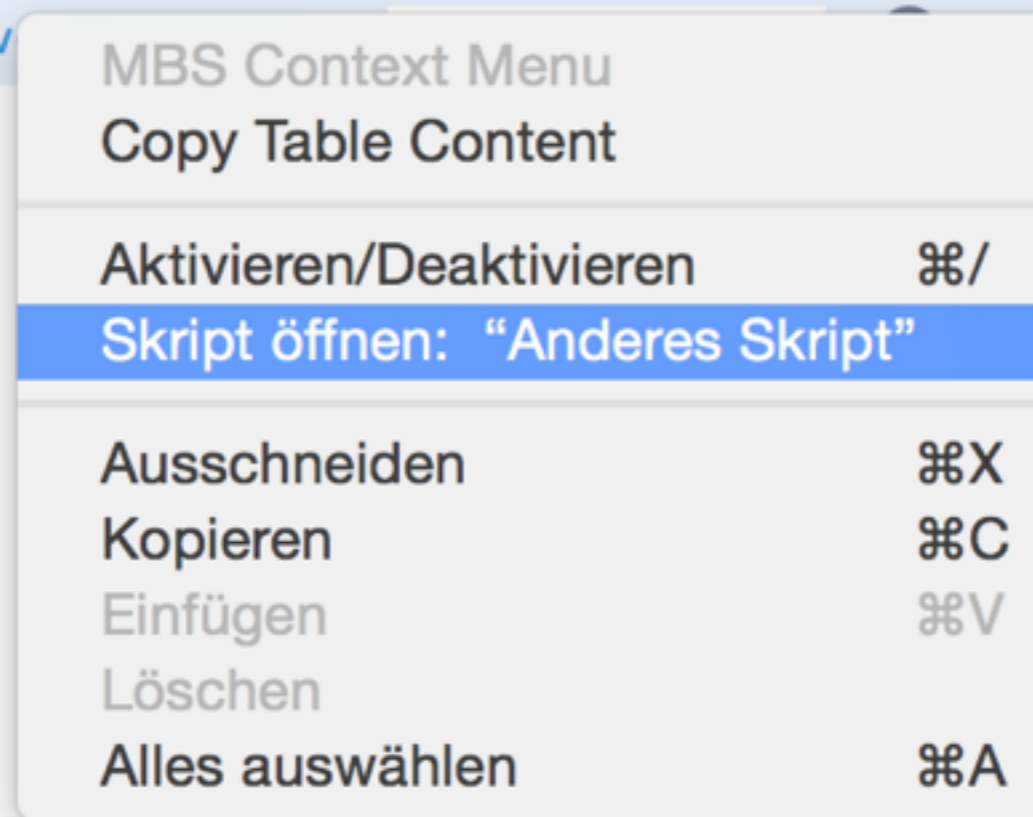 MBS Context Menu
Copy Table Content
Aktivieren/Deaktivieren ⌘/
Skript öffnen:  “Anderes Skript”
Ausschneiden ⌘X
Kopieren ⌘C
Einfügen ⌘V
Löschen
Alles auswählen ⌘A